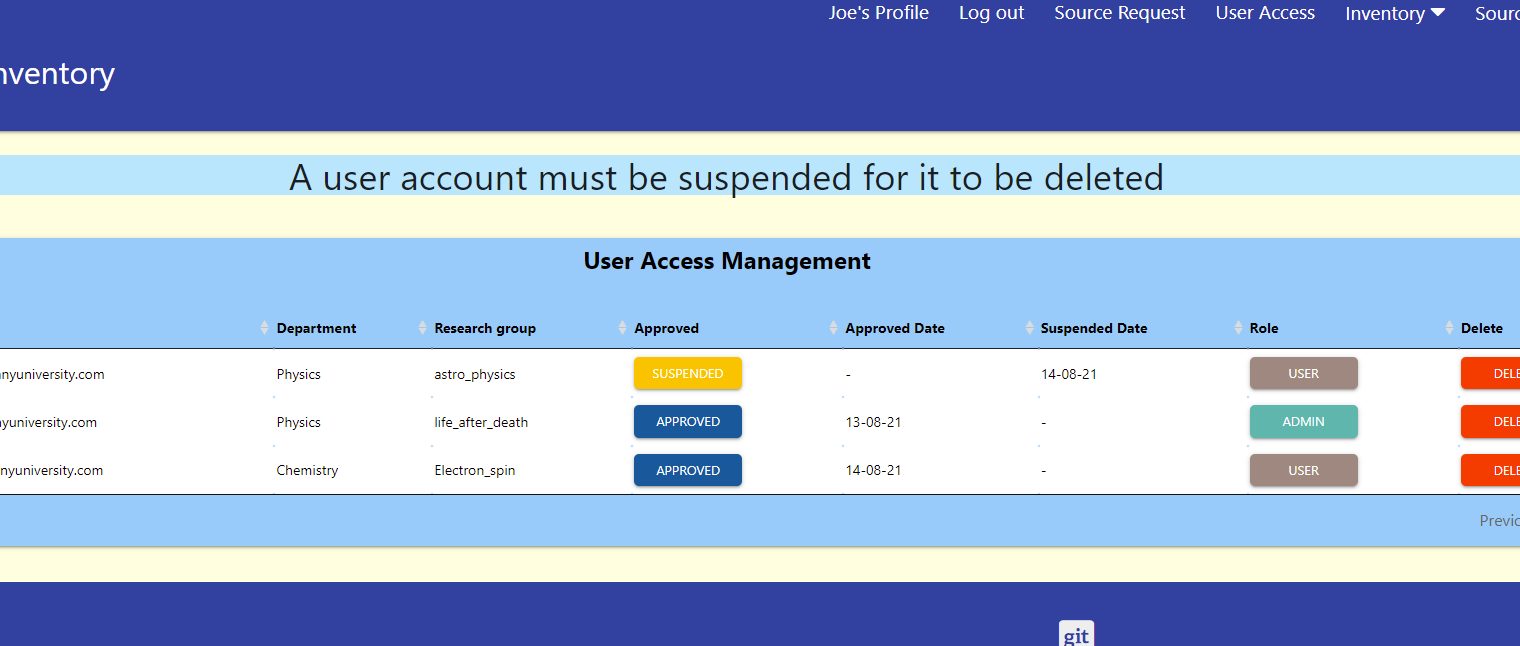 Joe's Profile Log out Source Request User Access Inventory Sourc
nventory
A user account must be suspended for it to be deleted
User Access Management
Department Research group Approved Approved Date Suspended Date Role Delete
nyuniversity.com Physics astro_physics SUSPENDED - 14-08-21 USER DELE
yuniversity.com Physics life_after_death APPROVED 13-08-21 - ADMIN DELE
nyuniversity.com Chemistry Electron_spin APPROVED 14-08-21 - USER DELE
Previo
git